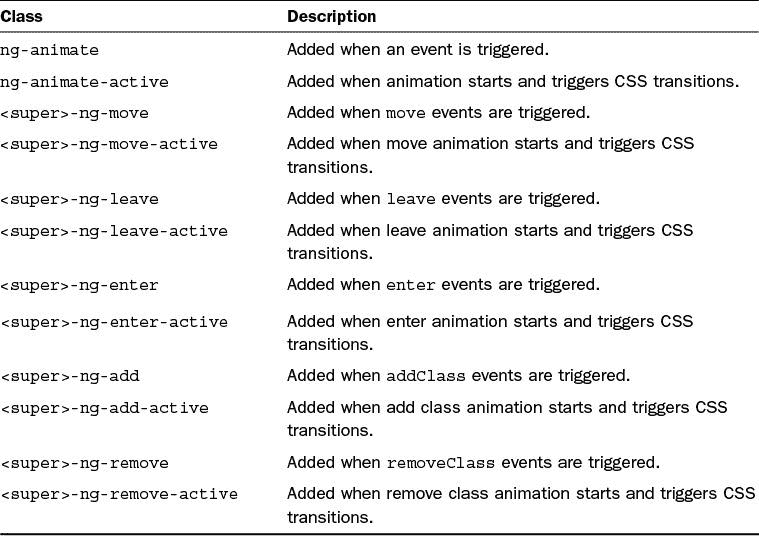 Class Description
ng-animate Added when an event is triggered.
ng-animate-active Added when animation starts and triggers CSS transitions.
<super>-ng-move Added when move events are triggered.
<super>-ng-move-active Added when move animation starts and triggers CSS
transitions.
<super>-ng-leave Added when leave events are triggered.
<super>-ng-leave-active Added when leave animation starts and triggers CSS
transitions.
<super>-ng-enter Added when enter events are triggered.
<super>-ng-enter-active Added when enter animation starts and triggers CSS
transitions.
<super>-ng-add Added when addClass events are triggered.
<super>-ng-add-active Added when add class animation starts and triggers CSS
transitions.
<super>-ng-remove Added when removeClass events are triggered.
<super>-ng-remove-active Added when remove class animation starts and triggers CSS
transitions.